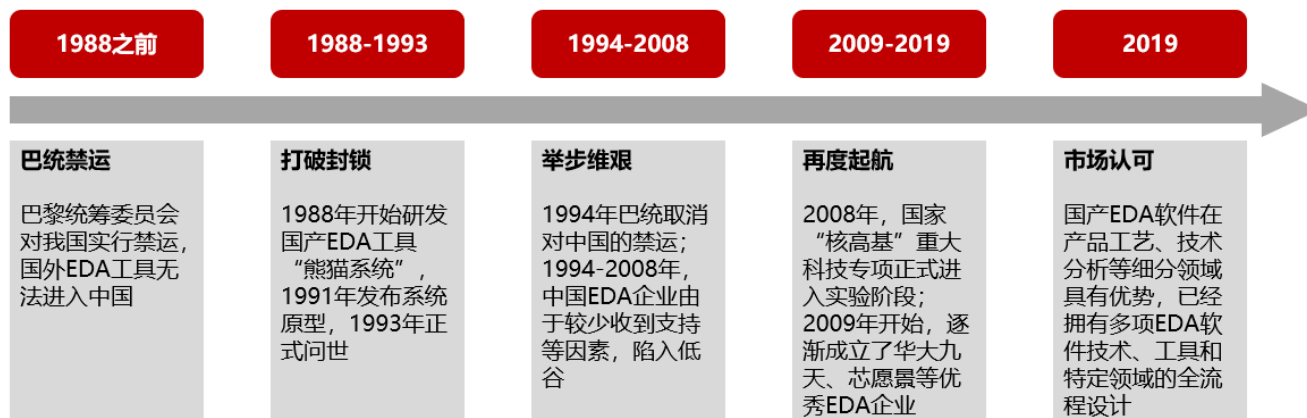 1988之前
1988-1993
1994-2008
2009-2019
2019
巴统禁运
巴黎统筹委员会
对我国实行禁运，
国外EDA工具无
法进入中国
打破封锁
1988年开始研发
国产EDA工具
“熊猫系统”，
1991年发布系统
原型，1993年正
式问世
举步维艰
1994年巴统取消
对中国的禁运；
1994-2008年，
中国EDA企业由
于较少收到支持
等因素，陷入低
谷
再度起航
2008年，国家
“核高基”重大
科技专项正式进
入实验阶段；
2009年开始，逐
渐成立了华大九
天、芯愿景等优
秀EDA企业
市场认可
国产EDA软件在
产品工艺、技术
分析等细分领域
具有优势，已经
拥有多项EDA软
件技术、工具和
特定领域的全流
程设计